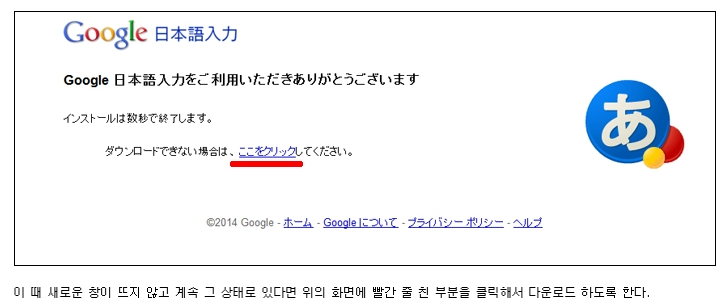 Google 日本語入力
Google 日本語入力をご利用いただきありがとうございます
あ
インストールは数秒で終了します。
ダウンロードできない場合は、ここをクリックしてください。
©2014 Google - ホーム - Googleについて - プライバシー ポリシー - ヘルプ
이 때 새로운 창이 뜨지 않고 계속 그 상태로 있다면 위의 화면에 빨간 줄 친 부분을 클릭해서 다운로드 하도록 한다.